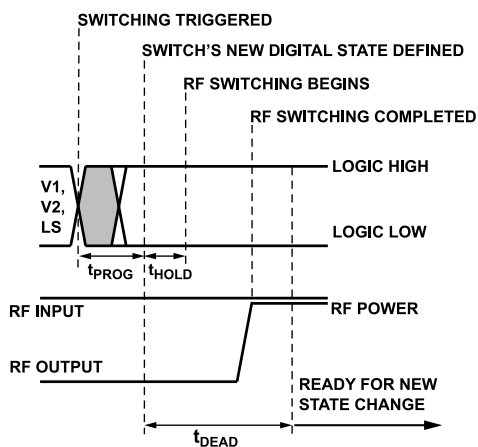 SWITCHING TRIGGERED
SWITCH'S NEW DIGITAL STATE DEFINED
RF SWITCHING BEGINS
RF SWITCHING COMPLETED
LOGIC HIGH
V1,
V2,
LS
LOGIC LOW
tPROG
tHOLD
RF INPUT
RF POWER
RF OUTPUT
READY FOR NEW
STATE CHANGE
tDEAD